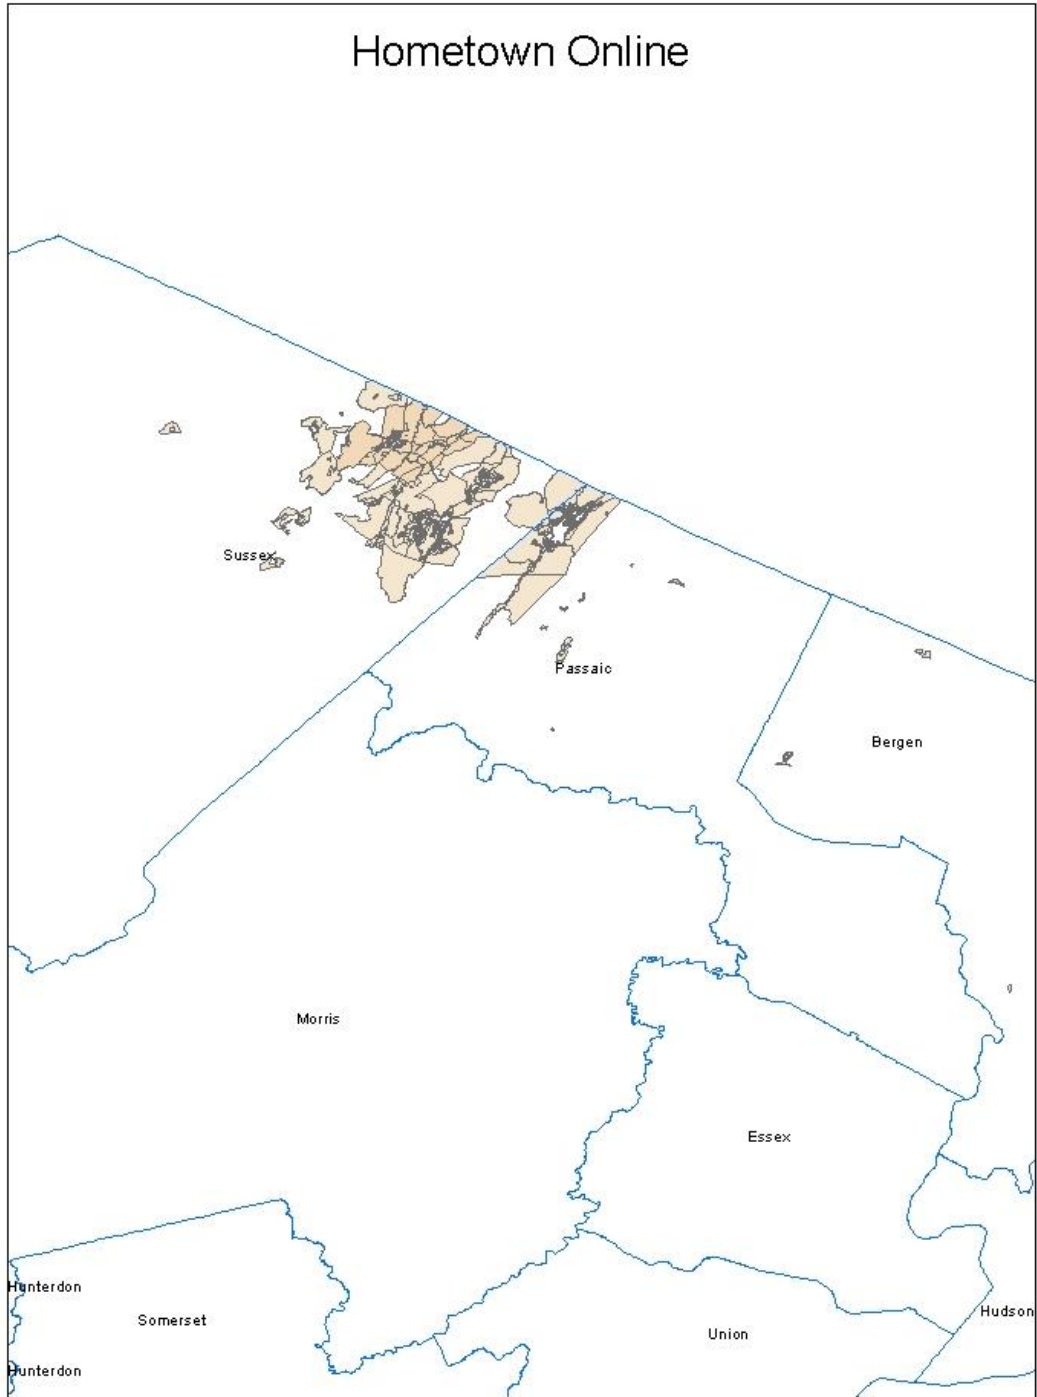 Hometown Online
Sussex
Passaic
Bergen
Morris
Essex
Hunterdon
Hudson
Somerset
Union
Hunterdon